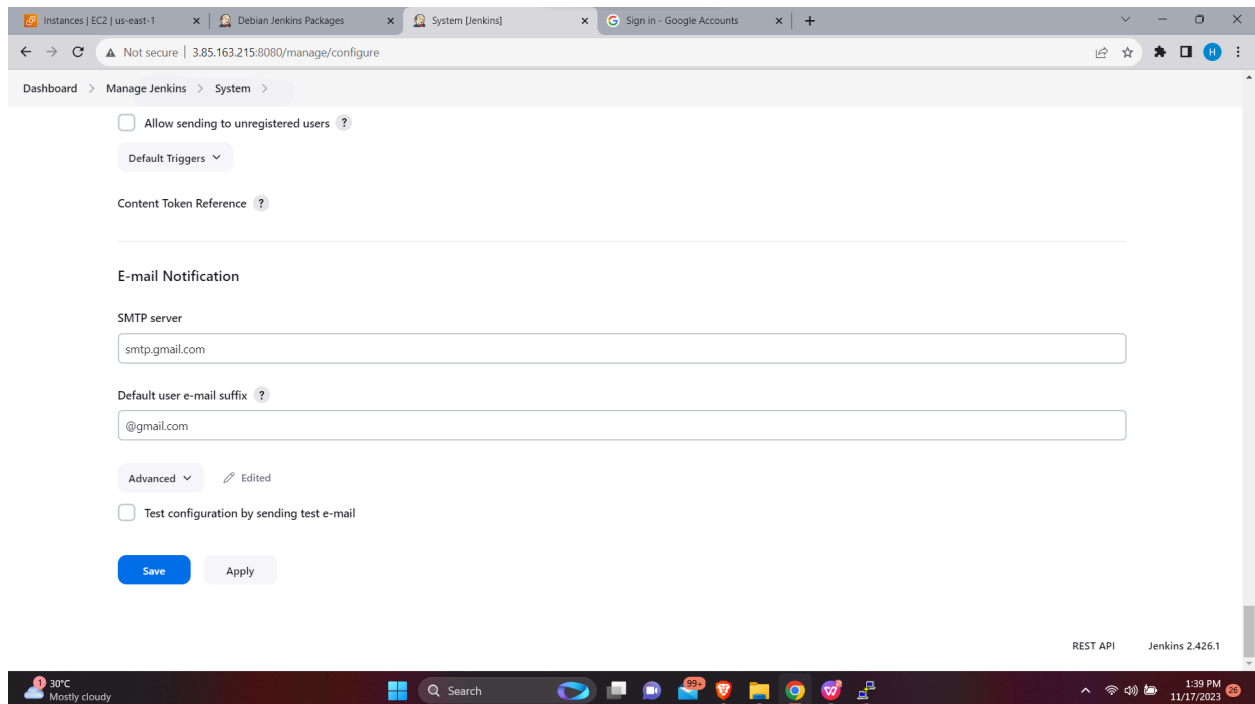 Instances | EC2 | us-east-1
Debian Jenkins Packages
System [Jenkins]
Sign in - Google Accounts
Not secure | 3.85.163.215:8080/manage/configure
H
Dashboard > Manage Jenkins > System >
Allow sending to unregistered users ?
Default Triggers
Content Token Reference ?
E-mail Notification
SMTP server
smtp.gmail.com
Default user e-mail suffix ?
@gmail.com
Advanced Edited
Test configuration by sending test e-mail
Save Apply
REST API Jenkins 2.426.1
1 30°C
Mostly cloudy
Search
99+
1:39 PM
11/17/2023
26